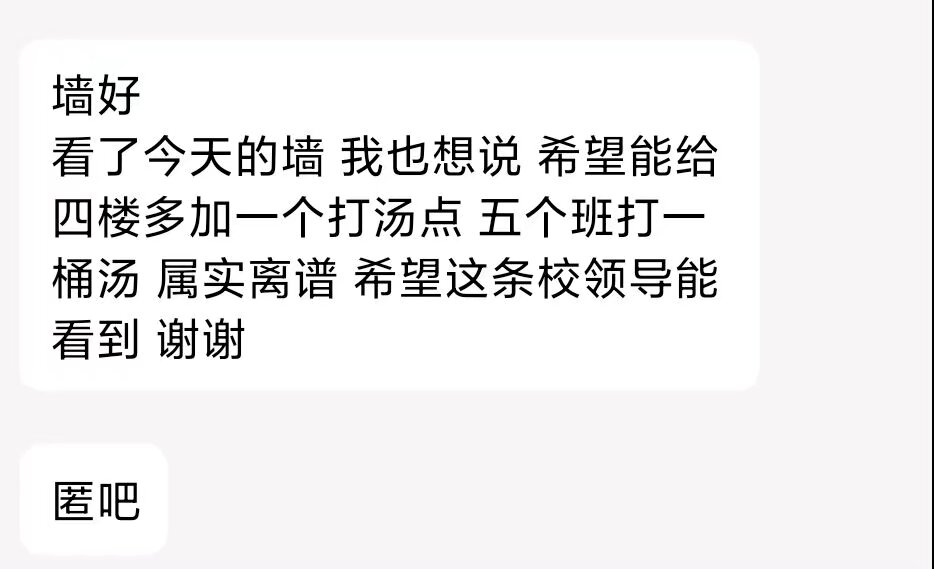 墙好
看了今天的墙 我也想说 希望能给
四楼多加一个打汤点 五个班打一
桶汤 属实离谱 希望这条校领导能
看到 谢谢
匿吧